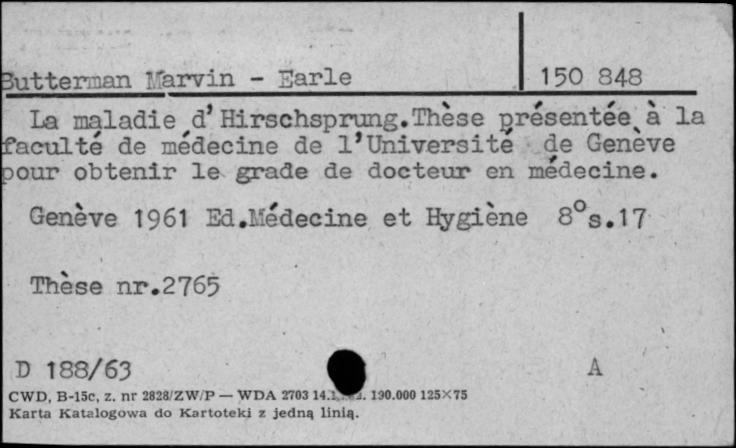 Butterman Marvin - Earle 150 848
La maladie d'Hirschsprung.Thèse présentée à la
faculté de médecine de l'Université de Genève
pour obtenir le grade de docteur en médecine.
Genève 1961 Ed.Médecine et Hygiène 8°s.17
Thèse nr.2765
D 188/63 A
CWD, B-15c, z. nr 2828/ZW/P — WDA 2703 190.000 125×75
Karta Katalogowa do Kartoteki z jedną linią.